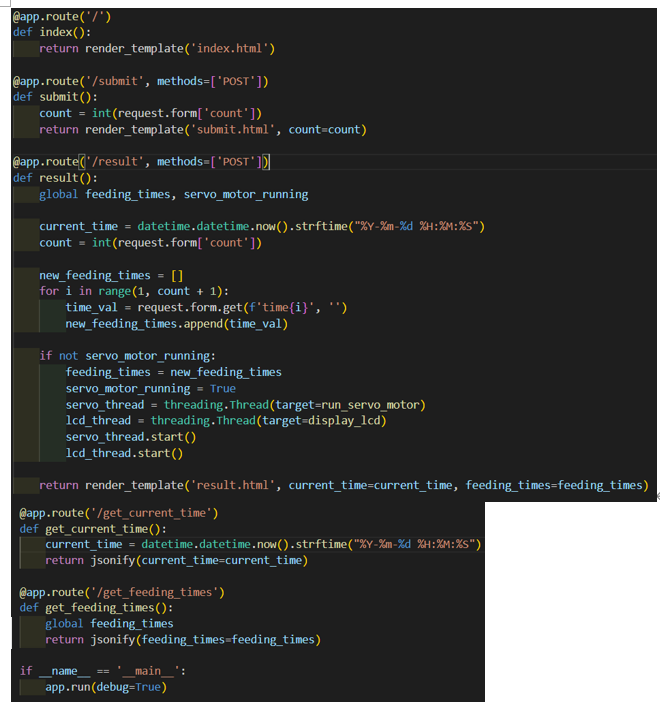 @app.route('/')
def index():
    return render_template('index.html')

@app.route('/submit', methods=['POST'])
def submit():
    count = int(request.form['count'])
    return render_template('submit.html', count=count)

@app.route('/result', methods=['POST'])
def result():
    global feeding_times, servo_motor_running

    current_time = datetime.datetime.now().strftime("%Y-%m-%d %H:%M:%S")
    count = int(request.form['count'])

    new_feeding_times = []
    for i in range(1, count + 1):
        time_val = request.form.get(f'time{i}', '')
        new_feeding_times.append(time_val)

    if not servo_motor_running:
        feeding_times = new_feeding_times
        servo_motor_running = True
        servo_thread = threading.Thread(target=run_servo_motor)
        lcd_thread = threading.Thread(target=display_lcd)
        servo_thread.start()
        lcd_thread.start()

    return render_template('result.html', current_time=current_time, feeding_times=feeding_times)
@app.route('/get_current_time')
def get_current_time():
    current_time = datetime.datetime.now().strftime("%Y-%m-%d %H:%M:%S")
    return jsonify(current_time=current_time)

@app.route('/get_feeding_times')
def get_feeding_times():
    global feeding_times
    return jsonify(feeding_times=feeding_times)

if __name__ == '__main__':
    app.run(debug=True)